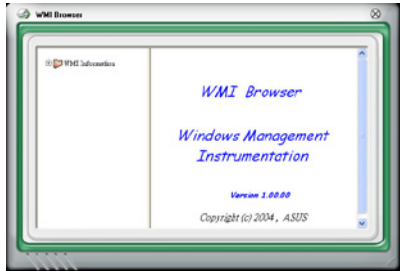 WMI Browser
WMI Information
WMI Browser
Windows Management
Instrumentation
Version 1.00.00
Copyright (c) 2004, ASUS